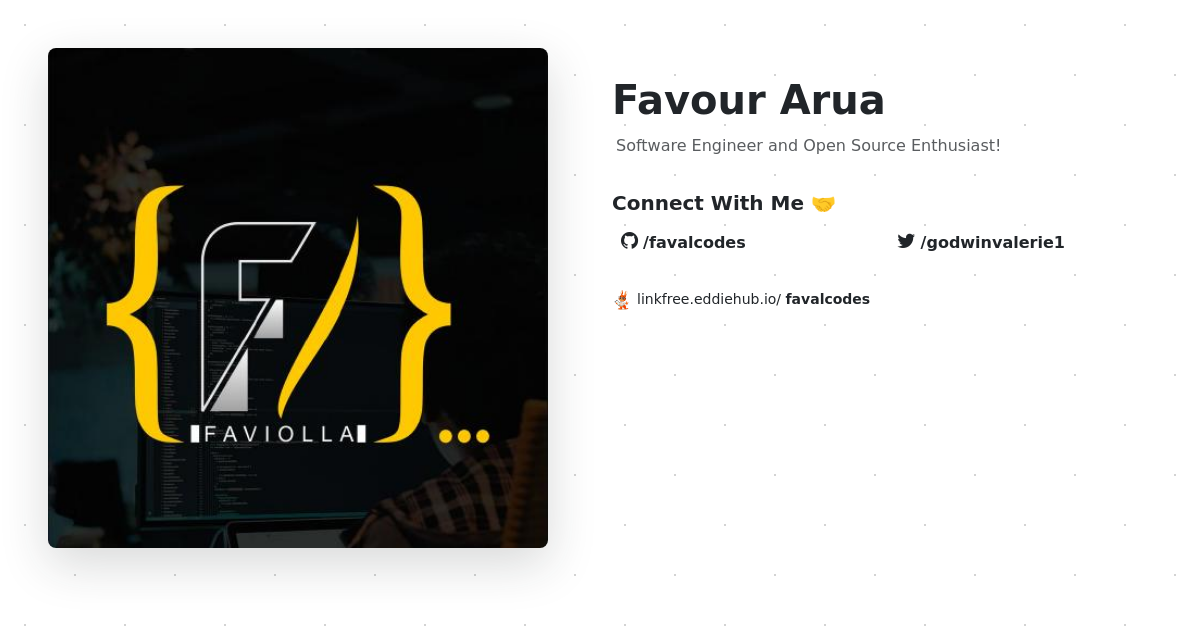 Favour Arua
Software Engineer and Open Source Enthusiast!
Connect With Me 🤝
/favalcodes
/godwinvalerie1
linkfree.eddiehub.io/ favalcodes
{F/}...
FAVIOLLA